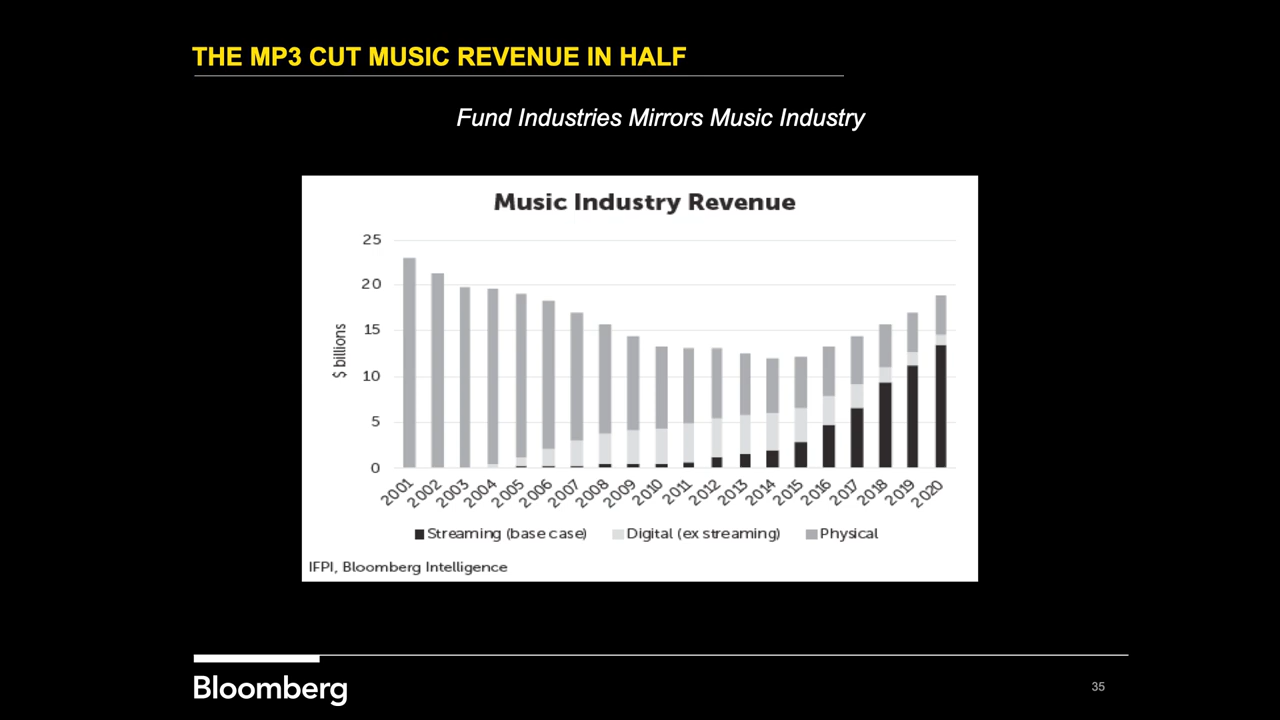 THE MP3 CUT MUSIC REVENUE IN HALF
Fund Industries Mirrors Music Industry
Music Industry Revenue
$ billions
25
20
15
10
5
0
2001 2002 2003 2004 2005 2006 2007 2008 2009 2010 2011 2012 2013 2014 2015 2016 2017 2018 2019 2020
Streaming (base case) Digital (ex streaming) Physical
IFPI, Bloomberg Intelligence
Bloomberg
35